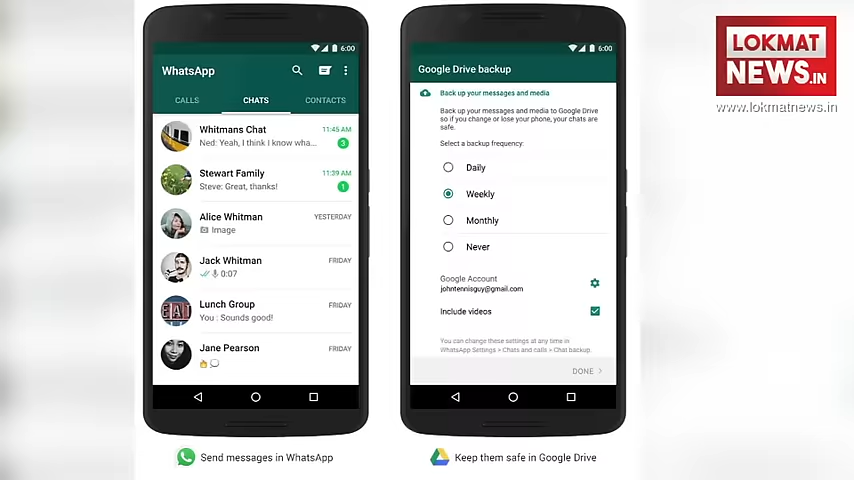 LOKMAT
NEWS.IN
www.lokmatnews.in
6:00
WhatsApp
CALLS
CHATS
CONTACTS
Whitmans Chat
11:45 AM
Ned: Yeah, I think I know wha...
3
Stewart Family
11:39 AM
Steve: Great, thanks!
1
Alice Whitman
YESTERDAY
Image
Jack Whitman
FRIDAY
0:07
Lunch Group
FRIDAY
You : Sounds good!
EAT
Jane Pearson
FRIDAY
Send messages in WhatsApp
6:00
Google Drive backup
Back up your messages and media
Back up your messages and media to Google Drive
so if you change or lose your phone, your chats are
safe.
Select a backup frequency:
Daily
Weekly
Monthly
Never
Google Account
johntennisguy@gmail.com
Include videos
You can change these settings at any time in
WhatsApp Settings > Chats and calls > Chat backup.
DONE >
Keep them safe in Google Drive